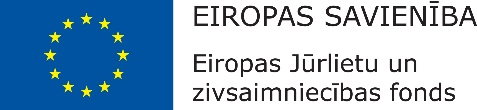 EIROPAS SAVIENĪBA
Eiropas Jūrlietu un
zivsaimniecības fonds